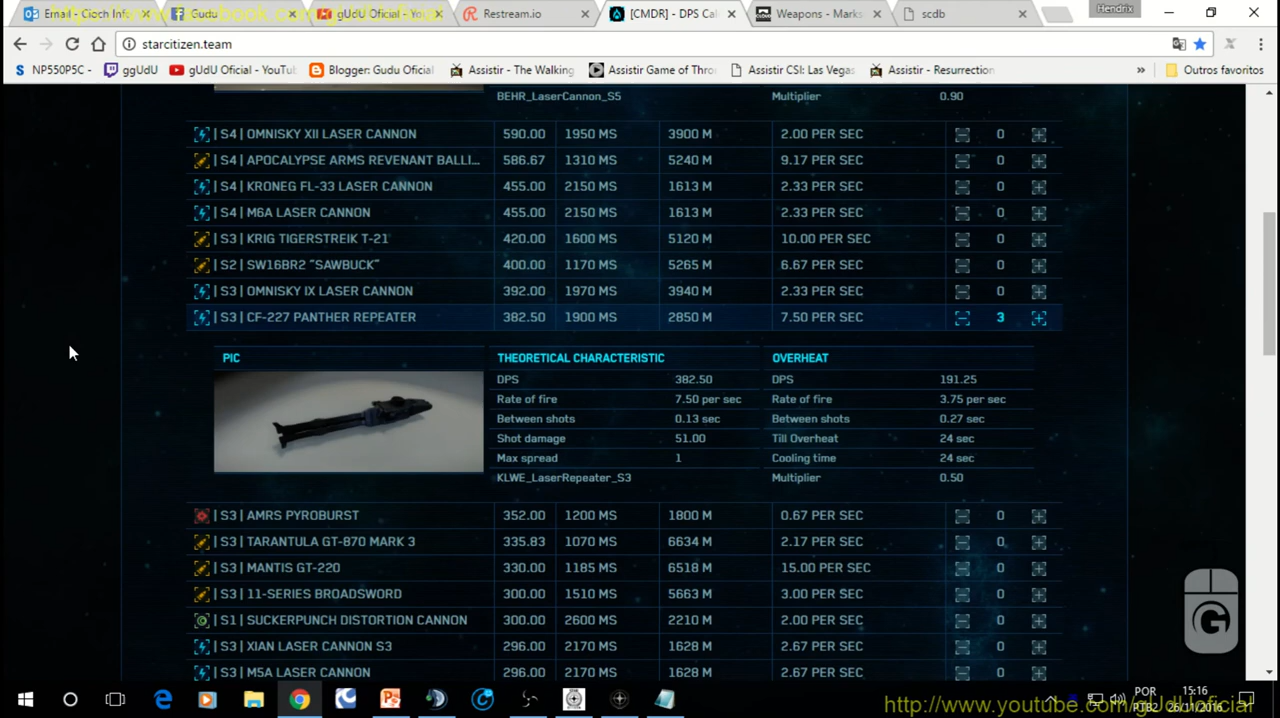 Email - Cioch Info
Gudu
gUdU Oficial - Yo
Restream.io
[CMDR] - DPS Cal
Weapons - Marks
scdb
Hendrix
starcitizen.team
NP550P5C -
ggUdU
gUdU Oficial - YouTu
Blogger: Gudu Oficial
Assistir - The Walking
Assistir Game of Thro
Assistir CSI: Las Vegas
Assistir - Resurrection
»
Outros favoritos
BEHR_LaserCannon_S5 Multiplier 0.90
| S4 | OMNISKY XII LASER CANNON 590.00 1950 MS 3900 M 2.00 PER SEC 0
| S4 | APOCALYPSE ARMS REVENANT BALLI... 586.67 1310 MS 5240 M 9.17 PER SEC 0
| S4 | KRONEG FL-33 LASER CANNON 455.00 2150 MS 1613 M 2.33 PER SEC 0
| S4 | M6A LASER CANNON 455.00 2150 MS 1613 M 2.33 PER SEC 0
| S3 | KRIG TIGERSTREIK T-21 420.00 1600 MS 5120 M 10.00 PER SEC 0
| S2 | SW16BR2 "SAWBUCK" 400.00 1170 MS 5265 M 6.67 PER SEC 0
| S3 | OMNISKY IX LASER CANNON 392.00 1970 MS 3940 M 2.33 PER SEC 0
| S3 | CF-227 PANTHER REPEATER 382.50 1900 MS 2850 M 7.50 PER SEC 3
PIC THEORETICAL CHARACTERISTIC OVERHEAT
DPS 382.50 DPS 191.25
Rate of fire 7.50 per sec Rate of fire 3.75 per sec
Between shots 0.13 sec Between shots 0.27 sec
Shot damage 51.00 Till Overheat 24 sec
Max spread 1 Cooling time 24 sec
KLWE_LaserRepeater_S3 Multiplier 0.50
| S3 | AMRS PYROBURST 352.00 1200 MS 1800 M 0.67 PER SEC 0
| S3 | TARANTULA GT-870 MARK 3 335.83 1070 MS 6634 M 2.17 PER SEC 0
| S3 | MANTIS GT-220 330.00 1185 MS 6518 M 15.00 PER SEC 0
| S3 | 11-SERIES BROADSWORD 300.00 1510 MS 5663 M 3.00 PER SEC 0
| S1 | SUCKERPUNCH DISTORTION CANNON 300.00 2600 MS 2210 M 2.00 PER SEC 0
| S3 | XIAN LASER CANNON S3 296.00 2170 MS 1628 M 2.67 PER SEC 0
| S3 | M5A LASER CANNON 296.00 2170 MS 1628 M 2.67 PER SEC 0
POR
PTB2
15:16
26/11/2016
http://www.youtube.com/gUdUoficial